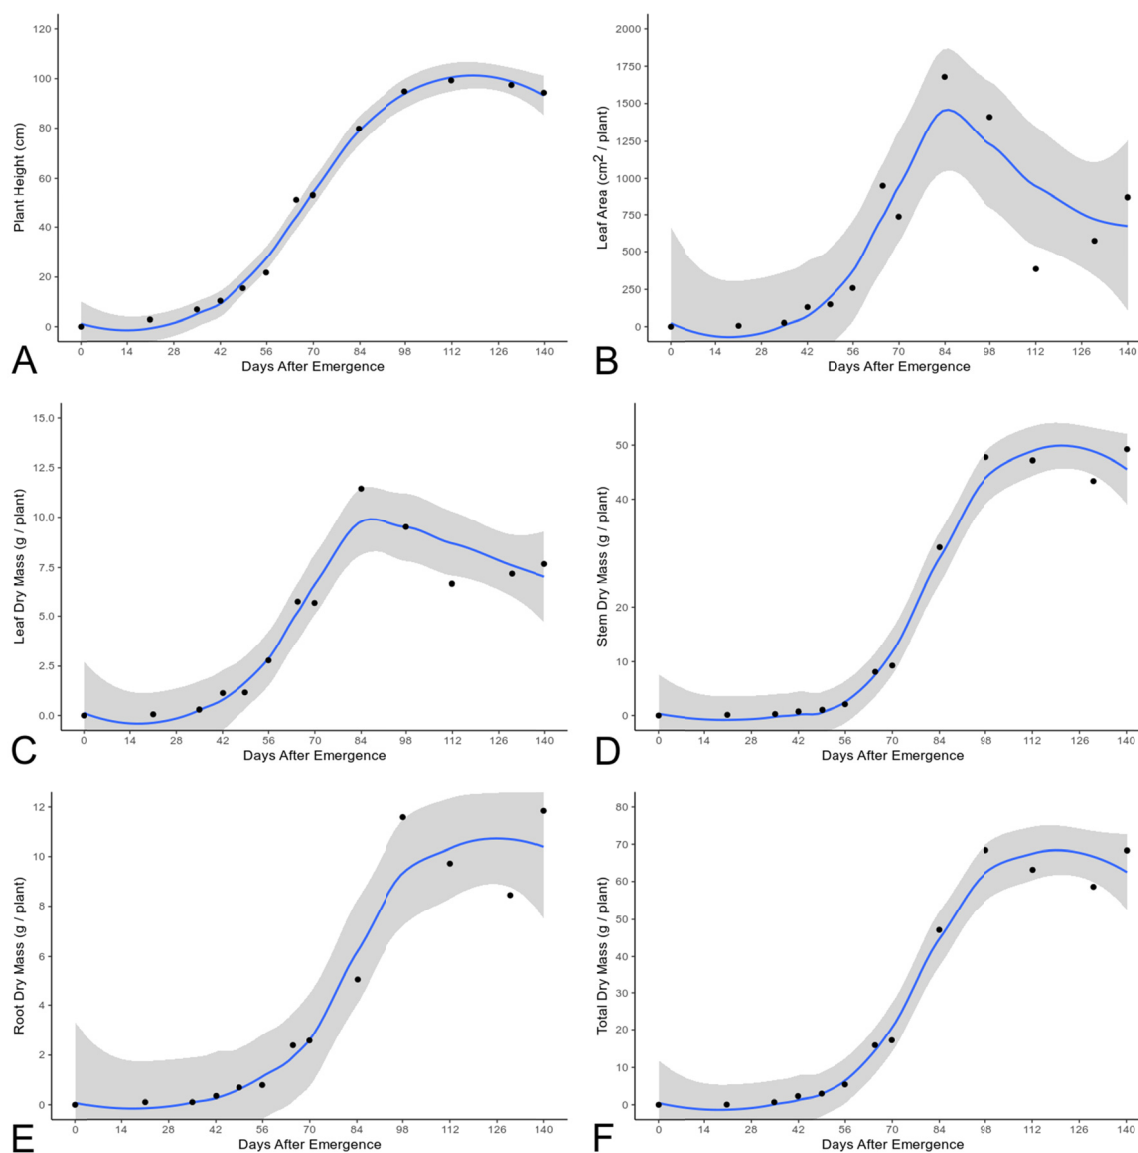 120
100
80
60
40
20
0
Plant Height (cm)
0 14 28 42 56 70 84 98 112 126 140
Days After Emergence
A
2000
1750
1500
1250
1000
750
500
250
0
Leaf Area (cm2 / plant)
0 14 28 42 56 70 84 98 112 126 140
Days After Emergence
B
15.0
12.5
10.0
7.5
5.0
2.5
0.0
Leaf Dry Mass (g / plant)
0 14 28 42 56 70 84 98 112 126 140
Days After Emergence
C
50
40
20
10
0
Stem Dry Mass (g / plant)
0 14 28 42 56 70 84 98 112 126 140
Days After Emergence
D
12
10
8
6
4
2
0
Root Dry Mass (g / plant)
0 14 28 42 56 70 84 98 112 126 140
Days After Emergence
E
80
70
60
50
40
30
20
10
0
Total Dry Mass (g / plant)
0 14 28 42 56 70 84 98 112 126 140
Days After Emergence
F